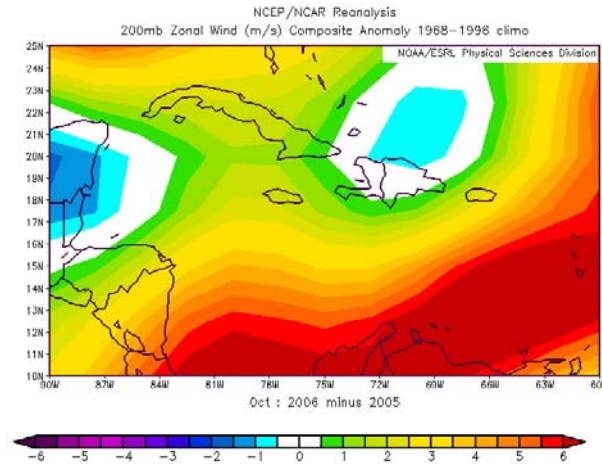 NCEP/NCAR Reanalysis
200mb Zonal Wind (m/s) Composite Anomaly 1968-1996 climo
NOAA/ESRL Physical Sciences Division
25N
24N
23N
22N
21N
20N
19N
18N
17N
16N
15N
14N
13N
12N
11N
10N
90W 87W 84W 81W 78W 75W 72W 69W 66W 63W 60
Oct : 2006 minus 2005
-6 -5 -4 -3 -2 -1 0 1 2 3 4 5 6